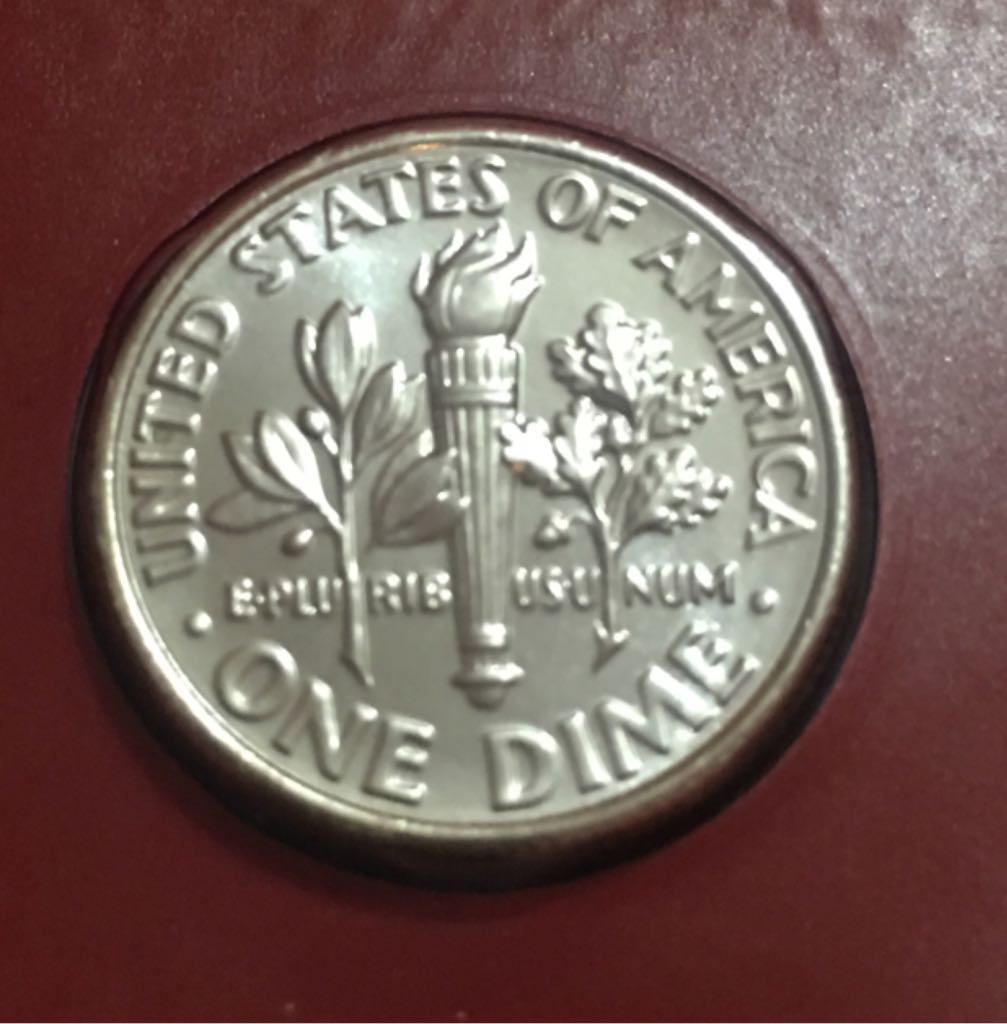 UNITED STATES OF AMERICA
E·PLURIBUS·UNUM
· ONE DIME ·